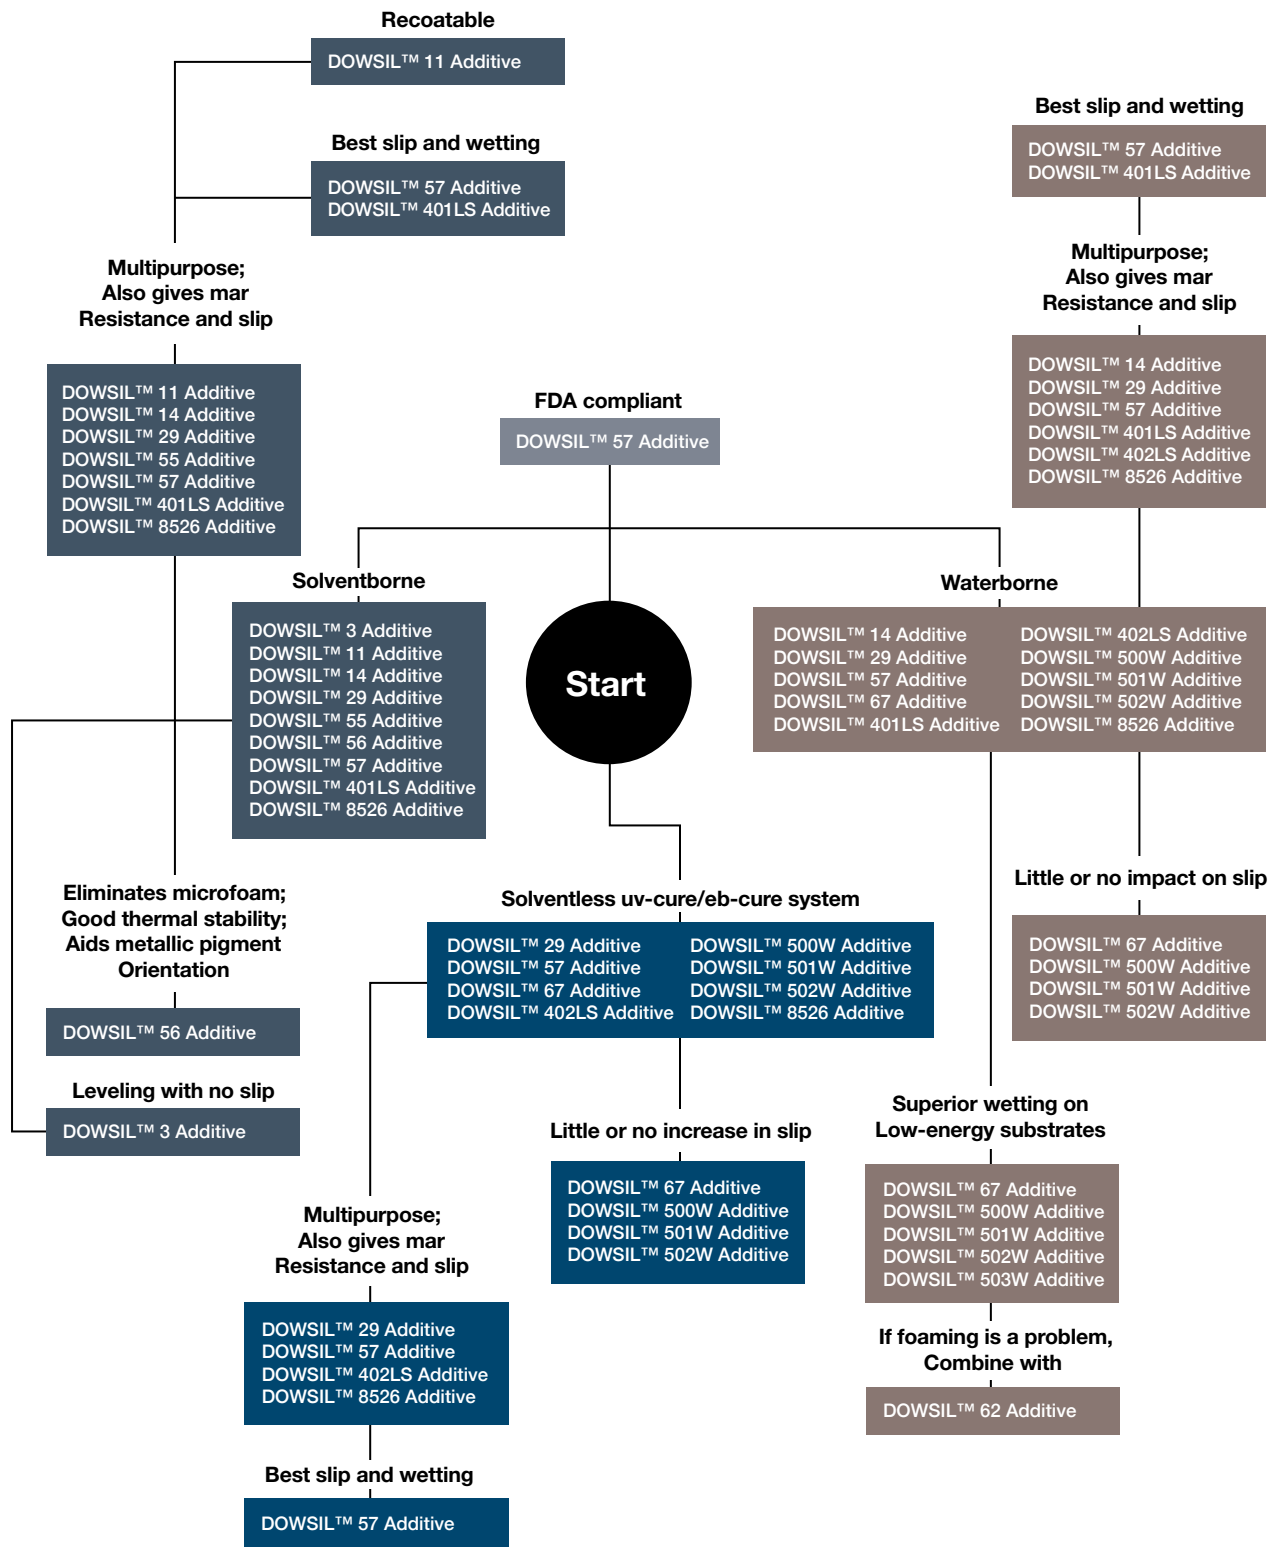 Recoatable
DOWSIL™ 11 Additive
Best slip and wetting
DOWSIL™ 57 Additive
DOWSIL™ 401LS Additive
Multipurpose;
Also gives mar
Resistance and slip
DOWSIL™ 11 Additive
DOWSIL™ 14 Additive
DOWSIL™ 29 Additive
DOWSIL™ 55 Additive
DOWSIL™ 57 Additive
DOWSIL™ 401LS Additive
DOWSIL™ 8526 Additive
Best slip and wetting
DOWSIL™ 57 Additive
DOWSIL™ 401LS Additive
Multipurpose;
Also gives mar
Resistance and slip
DOWSIL™ 14 Additive
DOWSIL™ 29 Additive
DOWSIL™ 57 Additive
DOWSIL™ 401LS Additive
DOWSIL™ 402LS Additive
DOWSIL™ 8526 Additive
FDA compliant
DOWSIL™ 57 Additive
Solventborne
DOWSIL™ 3 Additive
DOWSIL™ 11 Additive
DOWSIL™ 14 Additive
DOWSIL™ 29 Additive
DOWSIL™ 55 Additive
DOWSIL™ 56 Additive
DOWSIL™ 57 Additive
DOWSIL™ 401LS Additive
DOWSIL™ 8526 Additive
Start
Waterborne
DOWSIL™ 14 Additive
DOWSIL™ 29 Additive
DOWSIL™ 57 Additive
DOWSIL™ 67 Additive
DOWSIL™ 401LS Additive
DOWSIL™ 402LS Additive
DOWSIL™ 500W Additive
DOWSIL™ 501W Additive
DOWSIL™ 502W Additive
DOWSIL™ 8526 Additive
Eliminates microfoam;
Good thermal stability;
Aids metallic pigment
Orientation
DOWSIL™ 56 Additive
Leveling with no slip
DOWSIL™ 3 Additive
Solventless uv-cure/eb-cure system
DOWSIL™ 29 Additive
DOWSIL™ 57 Additive
DOWSIL™ 67 Additive
DOWSIL™ 402LS Additive
DOWSIL™ 500W Additive
DOWSIL™ 501W Additive
DOWSIL™ 502W Additive
DOWSIL™ 8526 Additive
Little or no impact on slip
DOWSIL™ 67 Additive
DOWSIL™ 500W Additive
DOWSIL™ 501W Additive
DOWSIL™ 502W Additive
Little or no increase in slip
DOWSIL™ 67 Additive
DOWSIL™ 500W Additive
DOWSIL™ 501W Additive
DOWSIL™ 502W Additive
Superior wetting on
Low-energy substrates
DOWSIL™ 67 Additive
DOWSIL™ 500W Additive
DOWSIL™ 501W Additive
DOWSIL™ 502W Additive
DOWSIL™ 503W Additive
If foaming is a problem,
Combine with
DOWSIL™ 62 Additive
Multipurpose;
Also gives mar
Resistance and slip
DOWSIL™ 29 Additive
DOWSIL™ 57 Additive
DOWSIL™ 402LS Additive
DOWSIL™ 8526 Additive
Best slip and wetting
DOWSIL™ 57 Additive